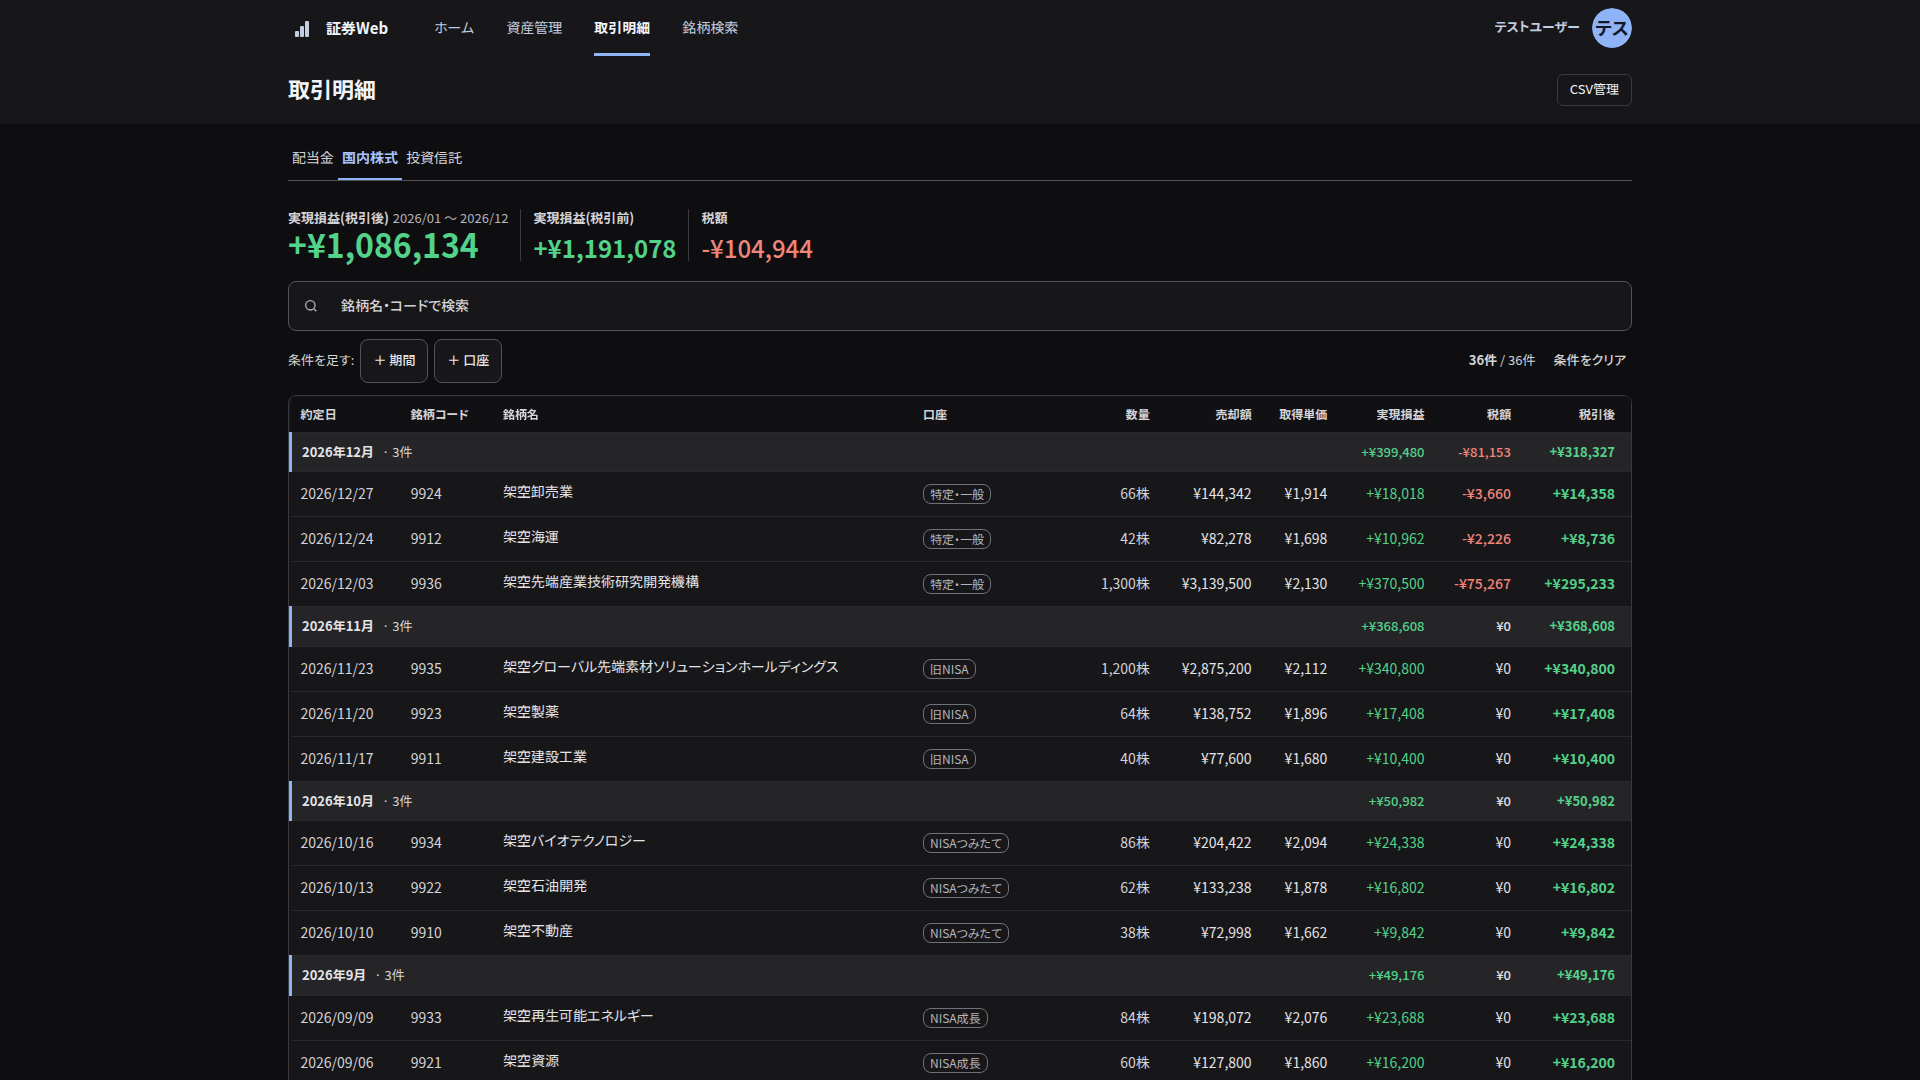 証券Web ホーム 資産管理 取引明細 銘柄検索 テストユーザー テス
取引明細 CSV管理
配当金 国内株式 投資信託
実現損益(税引後) 2026/01 〜 2026/12 実現損益(税引前) 税額
+¥1,086,134 +¥1,191,078 -¥104,944
銘柄名・コードで検索
条件を足す: ＋ 期間 ＋ 口座 36件 / 36件 条件をクリア
約定日 銘柄コード 銘柄名 口座 数量 売却額 取得単価 実現損益 税額 税引後
2026年12月 · 3件 +¥399,480 -¥81,153 +¥318,327
2026/12/27 9924 架空卸売業 特定・一般 66株 ¥144,342 ¥1,914 +¥18,018 -¥3,660 +¥14,358
2026/12/24 9912 架空海運 特定・一般 42株 ¥82,278 ¥1,698 +¥10,962 -¥2,226 +¥8,736
2026/12/03 9936 架空先端産業技術研究開発機構 特定・一般 1,300株 ¥3,139,500 ¥2,130 +¥370,500 -¥75,267 +¥295,233
2026年11月 · 3件 +¥368,608 ¥0 +¥368,608
2026/11/23 9935 架空グローバル先端素材ソリューションホールディングス 旧NISA 1,200株 ¥2,875,200 ¥2,112 +¥340,800 ¥0 +¥340,800
2026/11/20 9923 架空製薬 旧NISA 64株 ¥138,752 ¥1,896 +¥17,408 ¥0 +¥17,408
2026/11/17 9911 架空建設工業 旧NISA 40株 ¥77,600 ¥1,680 +¥10,400 ¥0 +¥10,400
2026年10月 · 3件 +¥50,982 ¥0 +¥50,982
2026/10/16 9934 架空バイオテクノロジー NISAつみたて 86株 ¥204,422 ¥2,094 +¥24,338 ¥0 +¥24,338
2026/10/13 9922 架空石油開発 NISAつみたて 62株 ¥133,238 ¥1,878 +¥16,802 ¥0 +¥16,802
2026/10/10 9910 架空不動産 NISAつみたて 38株 ¥72,998 ¥1,662 +¥9,842 ¥0 +¥9,842
2026年9月 · 3件 +¥49,176 ¥0 +¥49,176
2026/09/09 9933 架空再生可能エネルギー NISA成長 84株 ¥198,072 ¥2,076 +¥23,688 ¥0 +¥23,688
2026/09/06 9921 架空資源 NISA成長 60株 ¥127,800 ¥1,860 +¥16,200 ¥0 +¥16,200